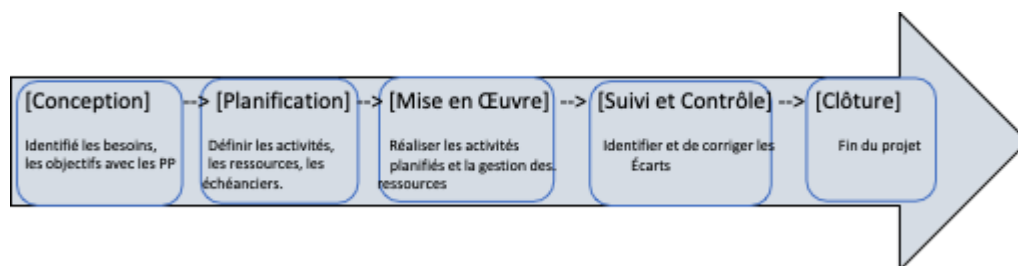 [Conception] --> [Planification] --> [Mise en Œuvre] --> [Suivi et Contrôle] --> [Clôture]
Identifié les besoins,
les objectifs avec les PP
Définir les activités,
les ressources, les
échéanciers.
Réaliser les activités
planifiés et la gestion des
ressources
Identifier et de corriger les
Écarts
Fin du projet